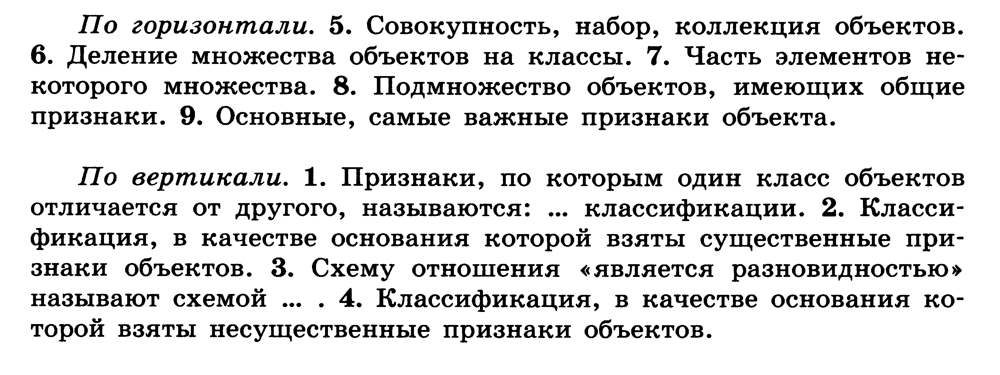 По горизонтали. 5. Совокупность, набор, коллекция объектов.
6. Деление множества объектов на классы. 7. Часть элементов не-
которого множества. 8. Подмножество объектов, имеющих общие
признаки. 9. Основные, самые важные признаки объекта.
По вертикали. 1. Признаки, по которым один класс объектов
отличается от другого, называются: ... классификации. 2. Класси-
фикация, в качестве основания которой взяты существенные при-
знаки объектов. 3. Схему отношения «является разновидностью»
называют схемой ... . 4. Классификация, в качестве основания ко-
торой взяты несущественные признаки объектов.